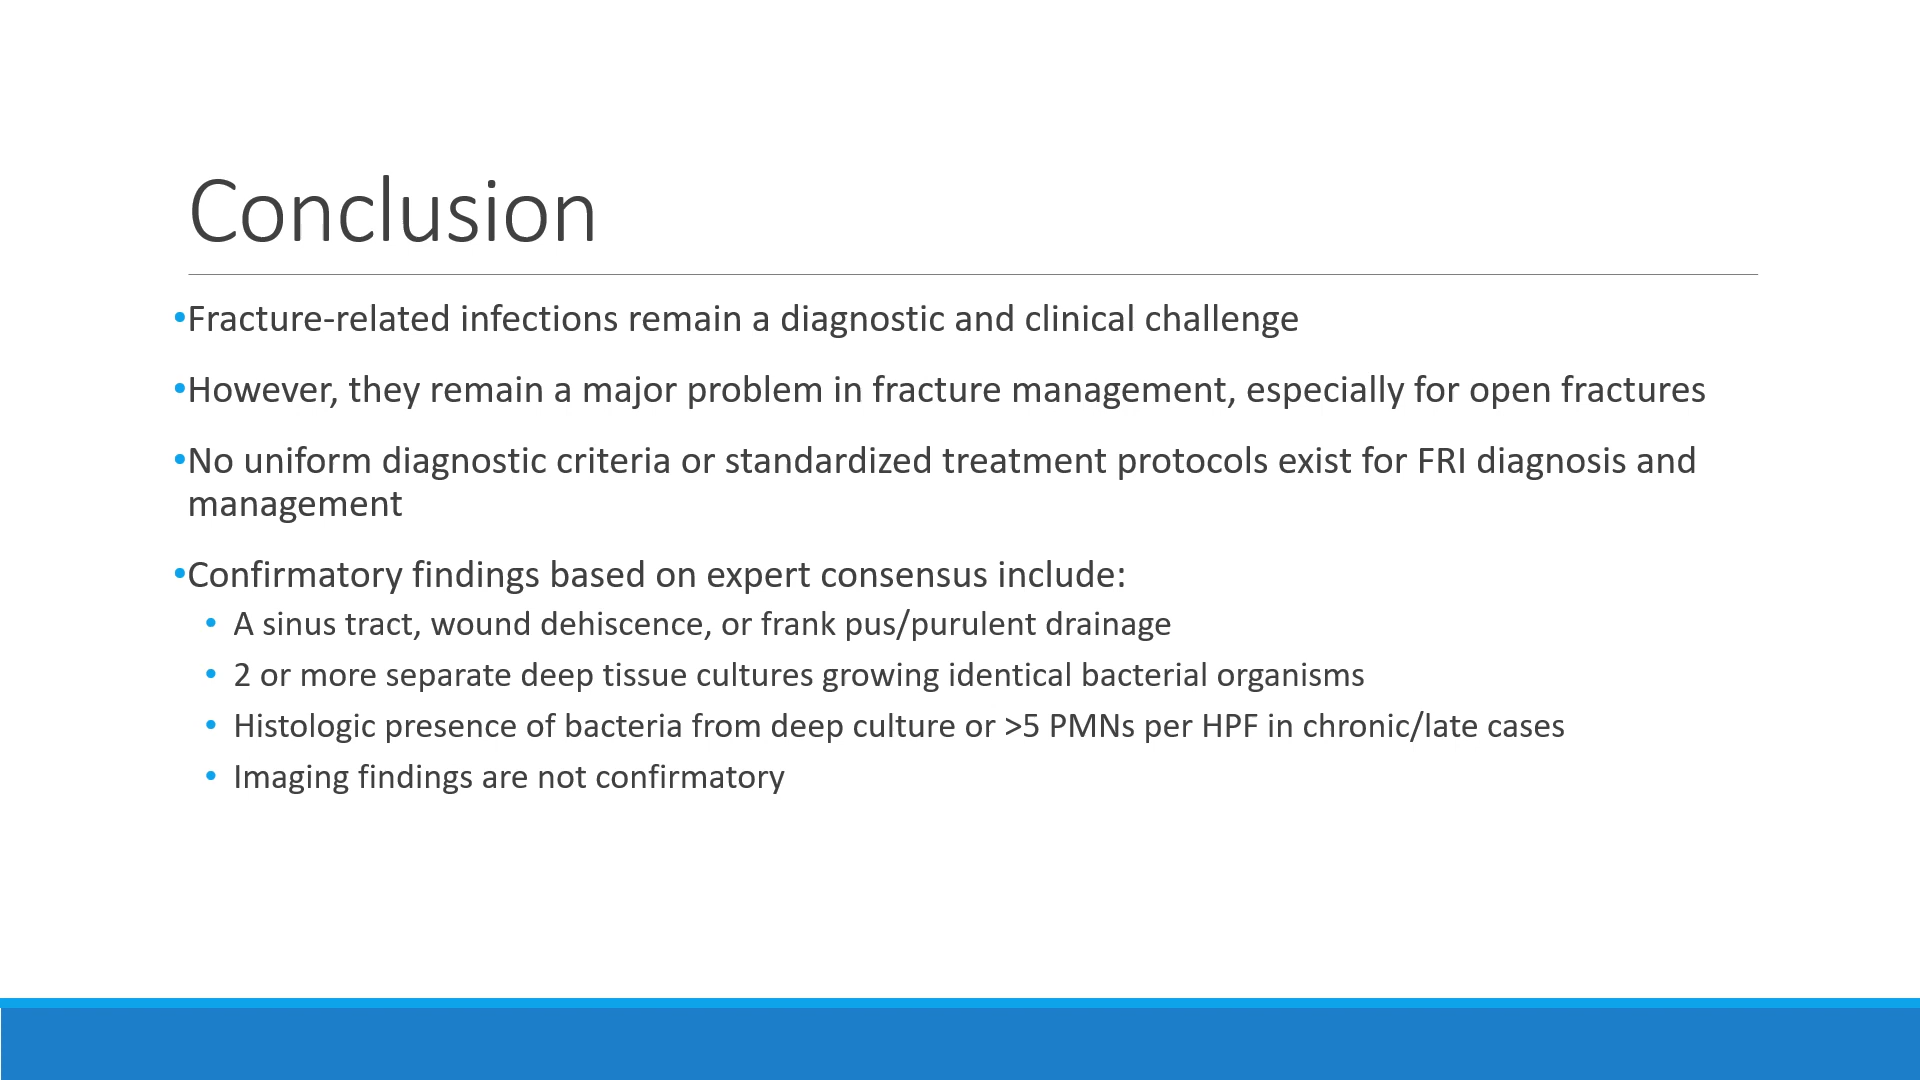 Conclusion
•Fracture-related infections remain a diagnostic and clinical challenge
•However, they remain a major problem in fracture management, especially for open fractures
•No uniform diagnostic criteria or standardized treatment protocols exist for FRI diagnosis and
management
•Confirmatory findings based on expert consensus include:
• A sinus tract, wound dehiscence, or frank pus/purulent drainage
• 2 or more separate deep tissue cultures growing identical bacterial organisms
• Histologic presence of bacteria from deep culture or >5 PMNs per HPF in chronic/late cases
• Imaging findings are not confirmatory